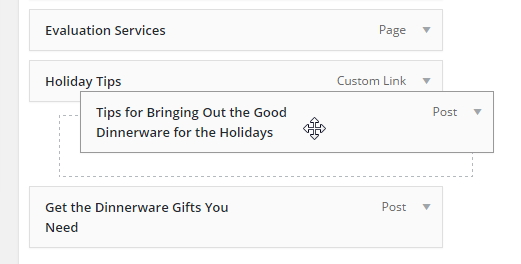 Evaluation Services Page
Holiday Tips Custom Link
Tips for Bringing Out the Good Post
Dinnerware for the Holidays
Get the Dinnerware Gifts You Post
Need